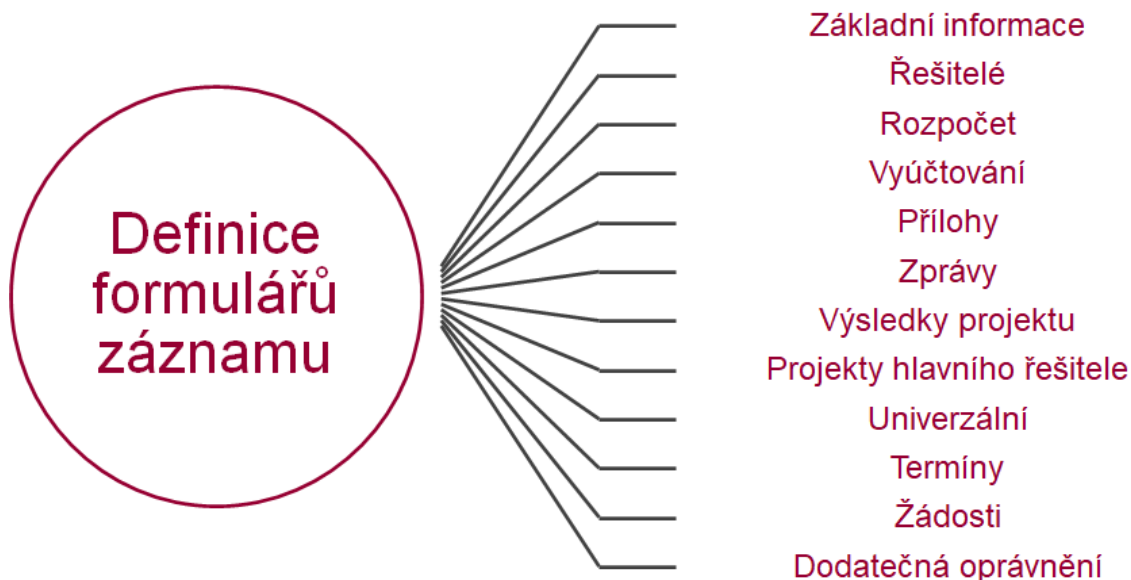 Definice
formulářů
záznamu
Základní informace
Řešitelé
Rozpočet
Vyúčtování
Přílohy
Zprávy
Výsledky projektu
Projekty hlavního řešitele
Univerzální
Termíny
Žádosti
Dodatečná oprávnění